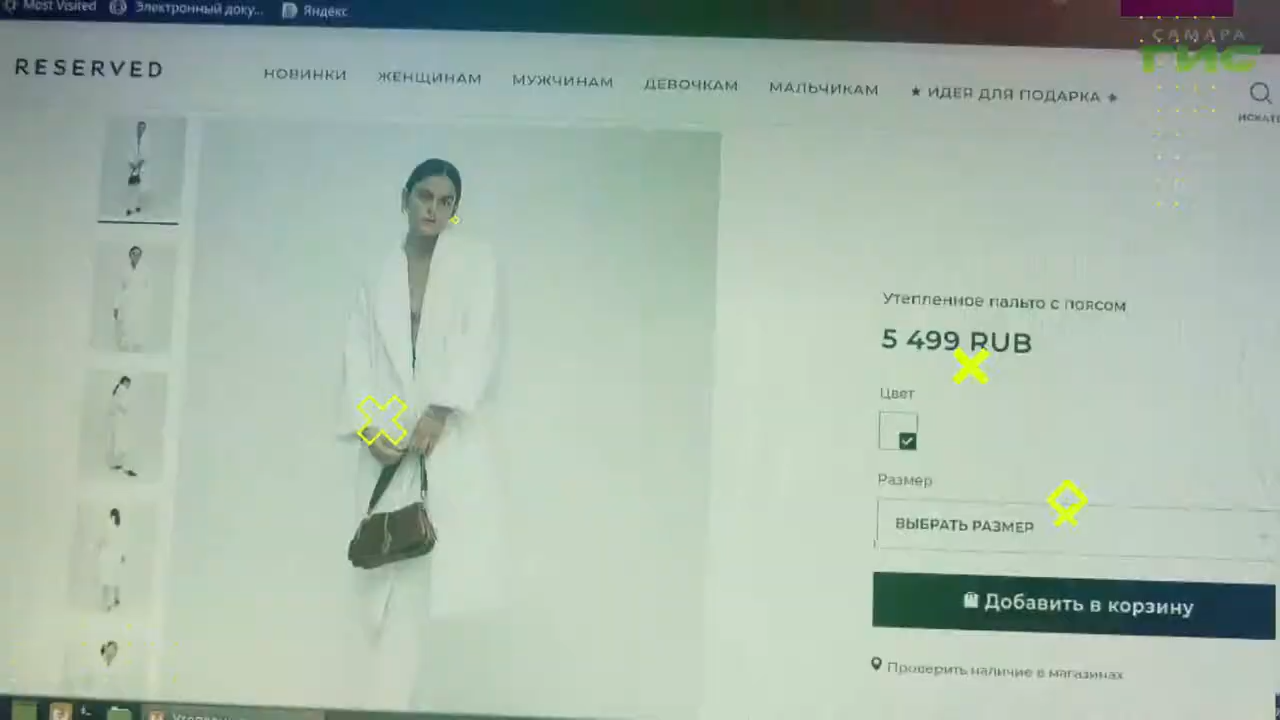 Most Visited
Электронный доку...
Яндекс
САМАРА
ГИС
RESERVED
НОВИНКИ
ЖЕНЩИНАМ
МУЖЧИНАМ
ДЕВОЧКАМ
МАЛЬЧИКАМ
★ ИДЕЯ ДЛЯ ПОДАРКА ★
Утепленное пальто с поясом
5 499 RUB
Цвет
Размер
ВЫБРАТЬ РАЗМЕР
Добавить в корзину
Проверить наличие в магазинах